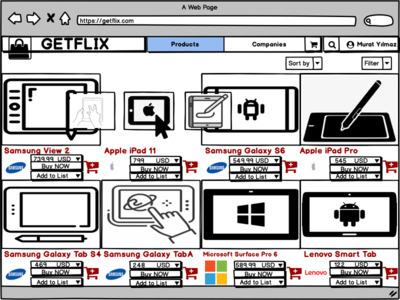 A Web Page
https://getflix.com
GETFLIX
Products
Companies
Murat Yılmaz
Sort by
Filter
Samsung View 2
Apple iPad 11
Samsung Galaxy S6
Apple iPad Pro
739.99 USD
799 USD
549.99 USD
545 USD
Buy NOW
Buy NOW
Buy NOW
Buy NOW
Add to List
Add to List
Add to List
Add to List
Samsung Galaxy Tab S4
Samsung Galaxy TabA
Microsoft Surface Pro 6
Lenovo Smart Tab
469 USD
248 USD
589 USD
122 USD
SAMSUNG
SAMSUNG
Lenovo
Buy NOW
Buy NOW
Buy NOW
Buy NOW
Add to List
Add to List
Add to List
Add to List